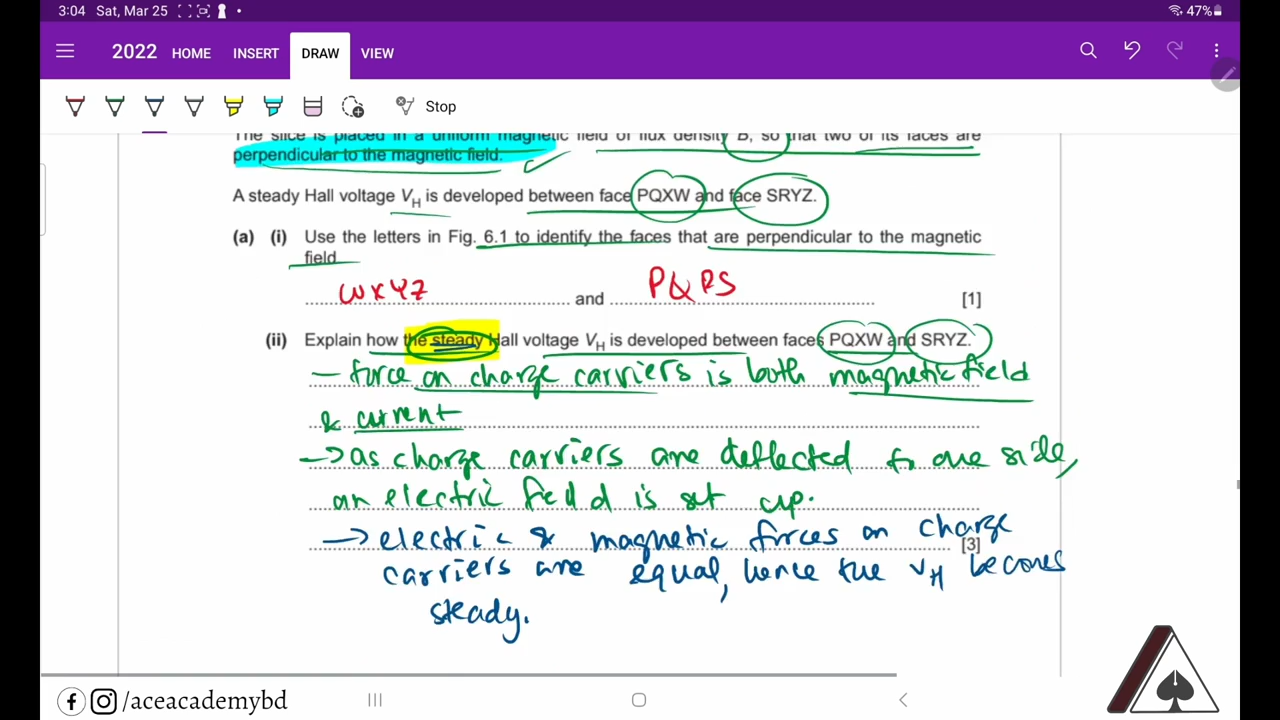 3:04 Sat, Mar 25
47%
2022 HOME INSERT DRAW VIEW
Stop
The slice is placed in a uniform magnetic field of flux density B, so that two of its faces are
perpendicular to the magnetic field.
A steady Hall voltage VH is developed between face PQXW and face SRYZ.
(a) (i) Use the letters in Fig. 6.1 to identify the faces that are perpendicular to the magnetic
field.
WXYZ and PQRS [1]
(ii) Explain how the steady Hall voltage VH is developed between faces PQXW and SRYZ.
– force on charge carriers is both magnetic field
& current
→ as charge carriers are deflected to one side,
an electric field is set up.
→ electric & magnetic forces on charge
[3]
carriers are equal, hence the VH becomes
steady.
/aceacademybd